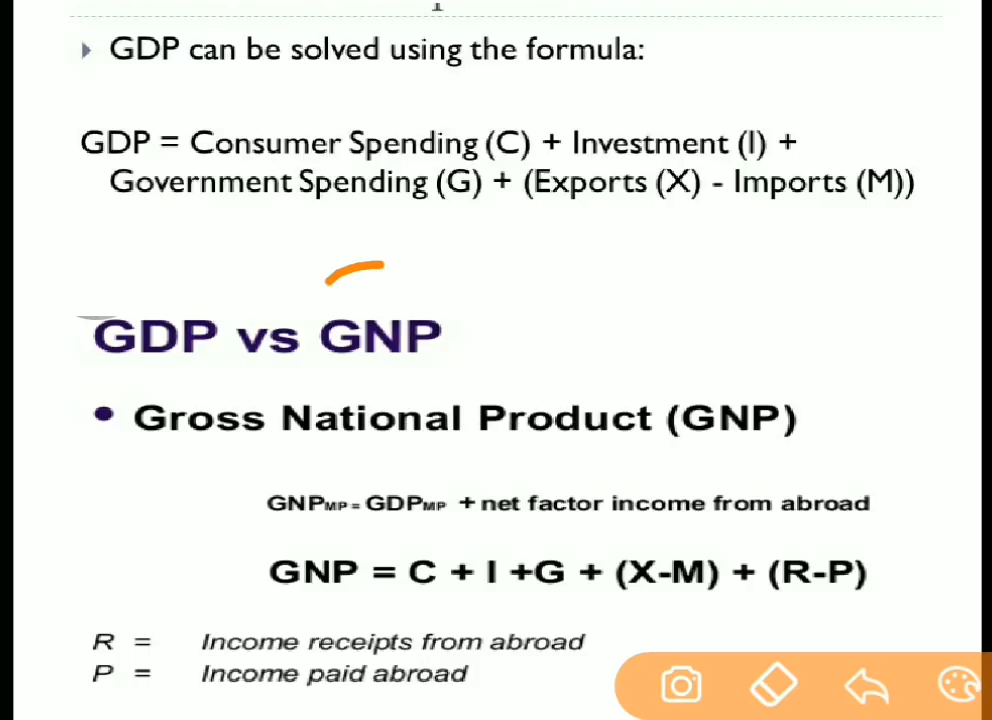 GDP can be solved using the formula:
GDP = Consumer Spending (C) + Investment (I) +
Government Spending (G) + (Exports (X) - Imports (M))
GDP vs GNP
• Gross National Product (GNP)
GNPMP = GDPMP + net factor income from abroad
GNP = C + I +G + (X-M) + (R-P)
R = Income receipts from abroad
P = Income paid abroad